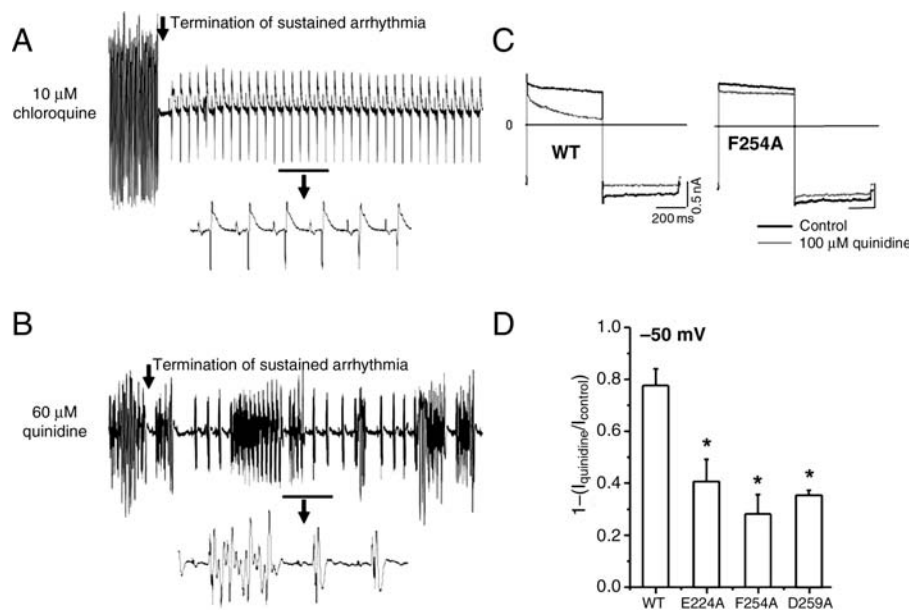 A
Termination of sustained arrhythmia
10 μM
chloroquine
B
Termination of sustained arrhythmia
60 μM
quinidine
C
0
WT
F254A
0.5 nA
200 ms
Control
100 μM quinidine
D
−50 mV
1−(Iquinidine/Icontrol)
1.0
0.8
0.6
0.4
0.2
0.0
* * *
WT E224A F254A D259A